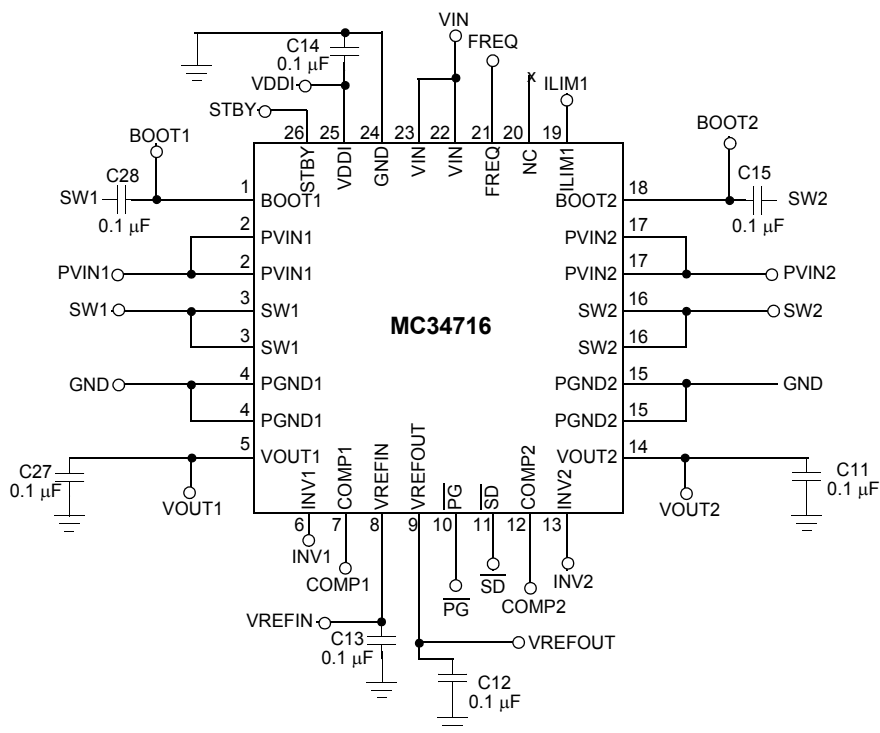 VIN
C14
0.1 µF
FREQ
VDDI
x
ILIM1
STBY
26 25 24 23 22 21 20 19
BOOT1
BOOT2
STBY VDDI GND VIN VIN FREQ NC ILIM1
SW1 C28 1 BOOT1
0.1 µF
BOOT2 18 C15 SW2
0.1 µF
2 PVIN1
PVIN2 17
PVIN1 2 PVIN1
PVIN2 17 PVIN2
SW1 3 SW1
SW2 16 SW2
MC34716
3 SW1
SW2 16
GND 4 PGND1
PGND2 15 GND
4 PGND1
PGND2 15
5 VOUT1
VOUT2 14
C27
0.1 µF
C11
0.1 µF
VOUT1
VOUT2
INV1 COMP1 VREFIN VREFOUT PG SD COMP2 INV2
6 7 8 9 10 11 12 13
INV1
COMP1
PG
SD
COMP2
INV2
VREFIN
C13
0.1 µF
VREFOUT
C12
0.1 µF